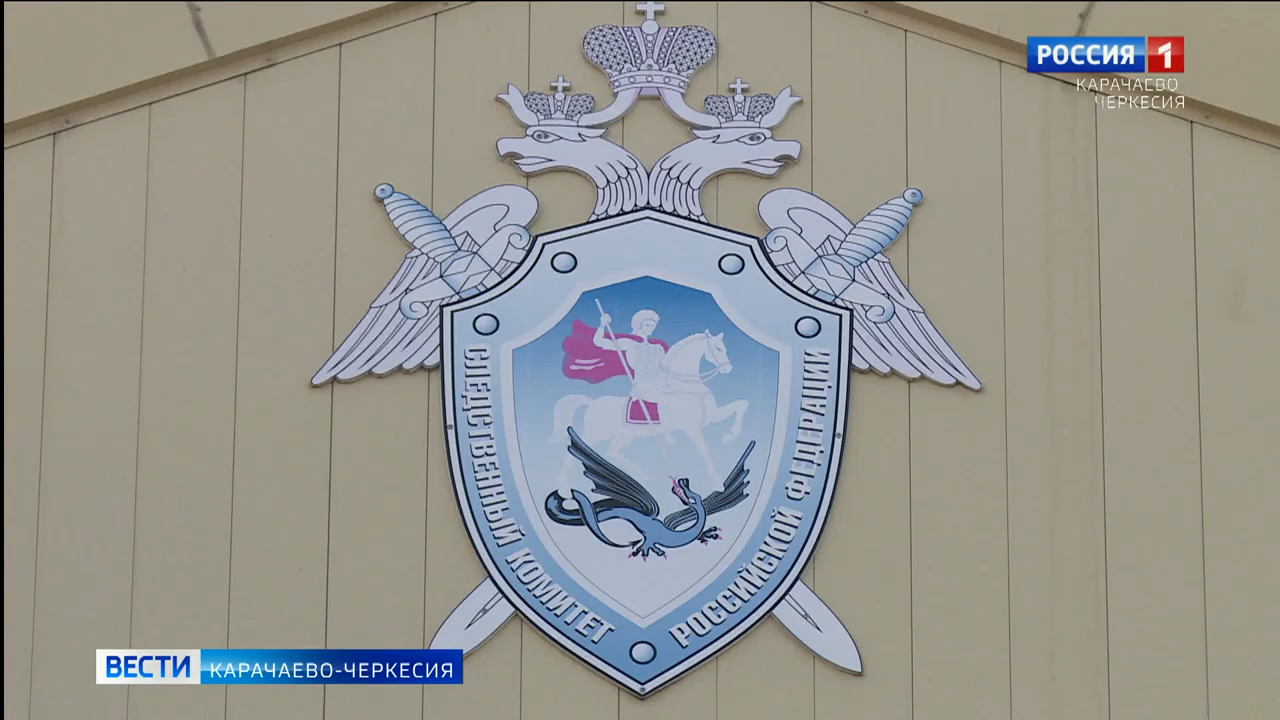 РОССИЯ 1
КАРАЧАЕВО
ЧЕРКЕСИЯ
СЛЕДСТВЕННЫЙ КОМИТЕТ
РОССИЙСКОЙ ФЕДЕРАЦИИ
ВЕСТИ КАРАЧАЕВО-ЧЕРКЕСИЯ